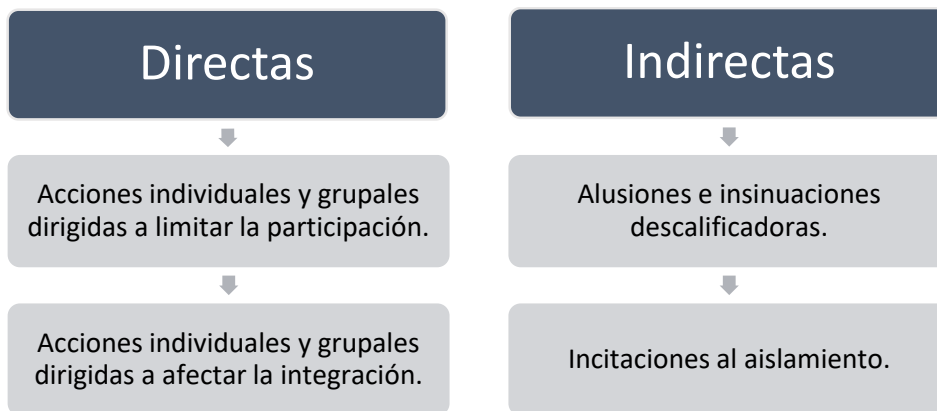 Directas
Acciones individuales y grupales
dirigidas a limitar la participación.
Acciones individuales y grupales
dirigidas a afectar la integración.
Indirectas
Alusiones e insinuaciones
descalificadoras.
Incitaciones al aislamiento.